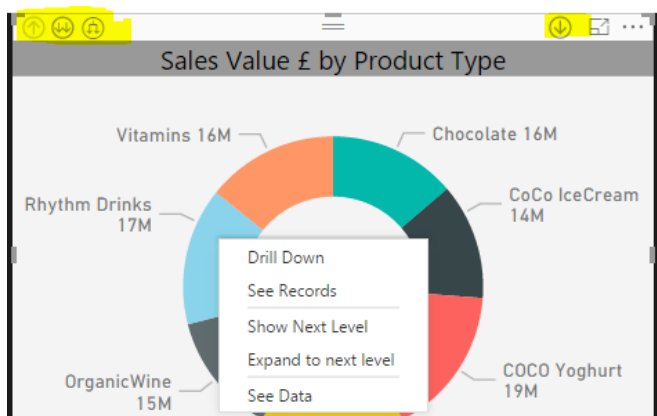 Sales Value £ by Product Type
Vitamins 16M
Chocolate 16M
Rhythm Drinks
17M
CoCo IceCream
14M
Drill Down
See Records
Show Next Level
Expand to next level
See Data
OrganicWine
15M
COCO Yoghurt
19M